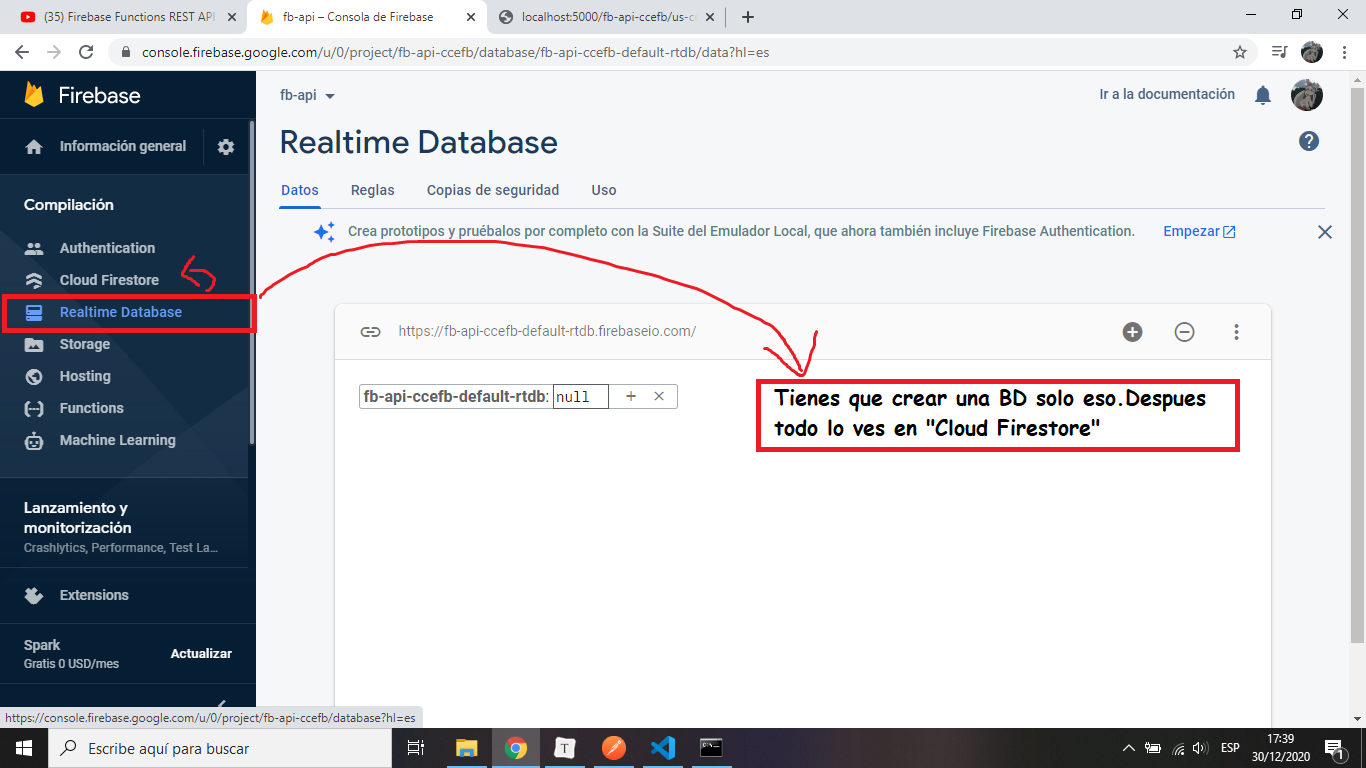 (35) Firebase Functions REST API
fb-api – Consola de Firebase
localhost:5000/fb-api-ccefb/us-c
console.firebase.google.com/u/0/project/fb-api-ccefb/database/fb-api-ccefb-default-rtdb/data?hl=es
Firebase
Información general
Compilación
Authentication
Cloud Firestore
Realtime Database
Storage
Hosting
Functions
Machine Learning
Lanzamiento y
monitorización
Crashlytics, Performance, Test La...
Extensions
Spark
Gratis 0 USD/mes
Actualizar
https://console.firebase.google.com/u/0/project/fb-api-ccefb/database?hl=es
fb-api
Ir a la documentación
Realtime Database
Datos
Reglas
Copias de seguridad
Uso
Crea prototipos y pruébalos por completo con la Suite del Emulador Local, que ahora también incluye Firebase Authentication.
Empezar
https://fb-api-ccefb-default-rtdb.firebaseio.com/
fb-api-ccefb-default-rtdb: null
Tienes que crear una BD solo eso.Despues
todo lo ves en "Cloud Firestore"
Escribe aquí para buscar
T
ESP
17:39
30/12/2020
1